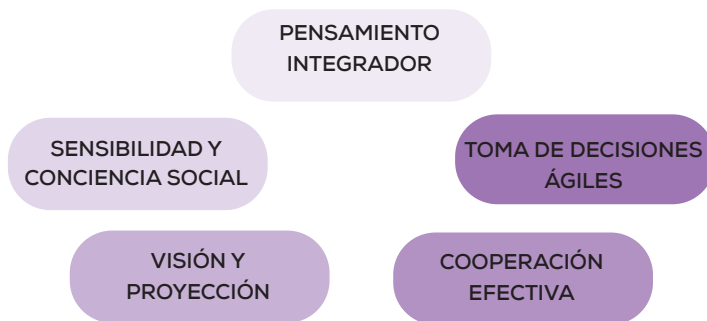 PENSAMIENTO
INTEGRADOR
SENSIBILIDAD Y
CONCIENCIA SOCIAL
TOMA DE DECISIONES
ÁGILES
VISIÓN Y
PROYECCIÓN
COOPERACIÓN
EFECTIVA